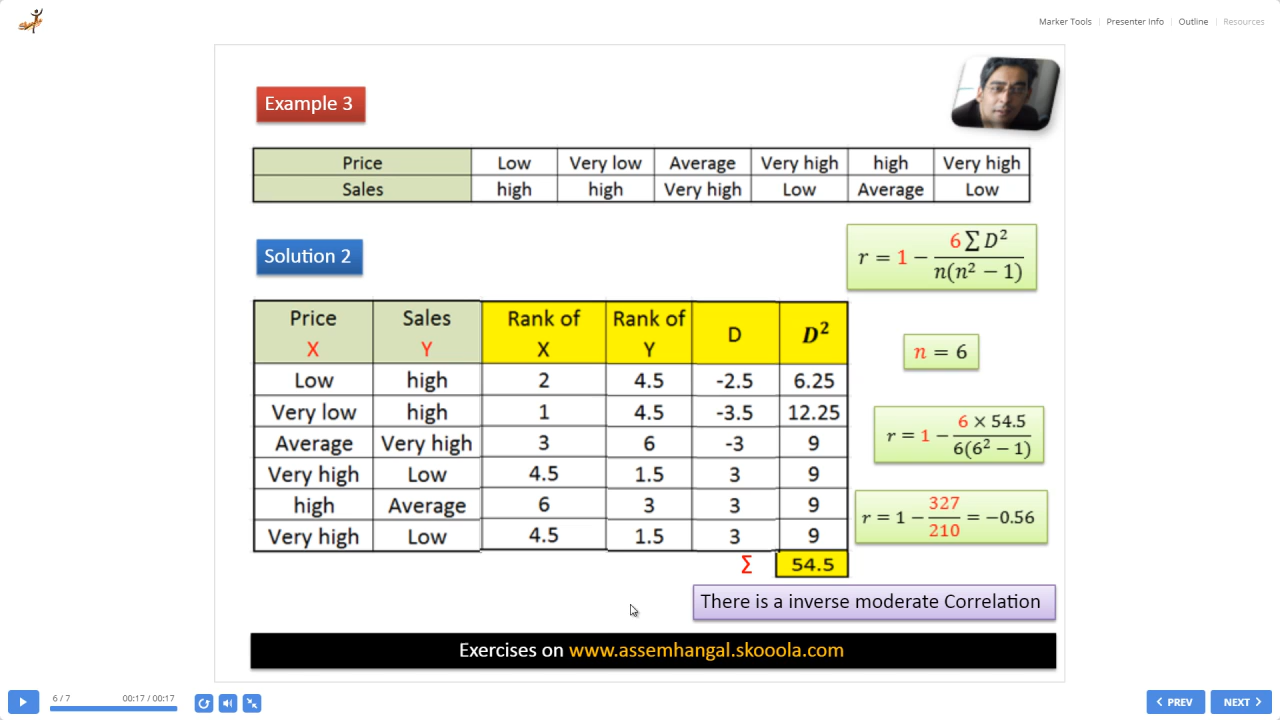 Marker Tools | Presenter Info | Outline | Resources
Example 3
Price Low Very low Average Very high high Very high
Sales high high Very high Low Average Low
Solution 2
r = 1 − 6 ∑ D² / n(n² − 1)
Price X Sales Y Rank of X Rank of Y D D²
Low high 2 4.5 -2.5 6.25
Very low high 1 4.5 -3.5 12.25
Average Very high 3 6 -3 9
Very high Low 4.5 1.5 3 9
high Average 6 3 3 9
Very high Low 4.5 1.5 3 9
Σ 54.5
n = 6
r = 1 − 6 × 54.5 / 6(6² − 1)
r = 1 − 327 / 210 = −0.56
There is a inverse moderate Correlation
Exercises on www.assemhangal.skooola.com
6 / 7 00:17 / 00:17 PREV NEXT